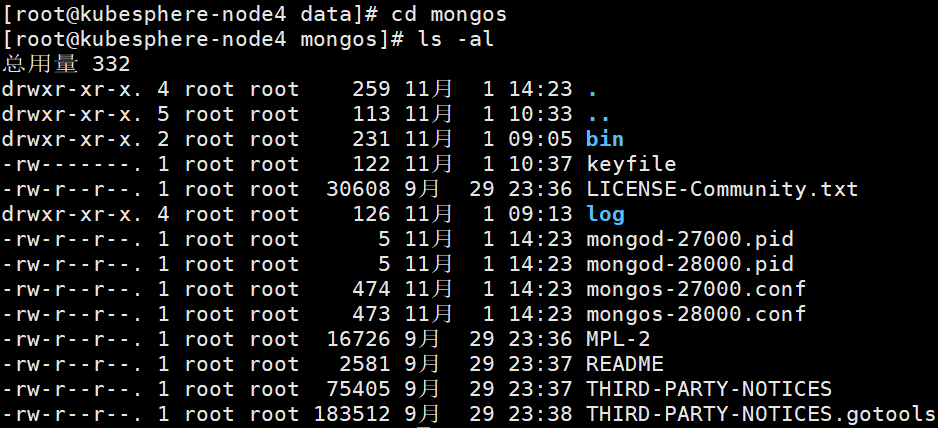 [root@kubesphere-node4 data]# cd mongos
[root@kubesphere-node4 mongos]# ls -al
总用量 332
drwxr-xr-x. 4 root root    259 11月  1 14:23 .
drwxr-xr-x. 5 root root    113 11月  1 10:33 ..
drwxr-xr-x. 2 root root    231 11月  1 09:05 bin
-rw-------. 1 root root    122 11月  1 10:37 keyfile
-rw-r--r--. 1 root root  30608 9月  29 23:36 LICENSE-Community.txt
drwxr-xr-x. 4 root root    126 11月  1 09:13 log
-rw-r--r--. 1 root root      5 11月  1 14:23 mongod-27000.pid
-rw-r--r--. 1 root root      5 11月  1 14:23 mongod-28000.pid
-rw-r--r--. 1 root root    474 11月  1 14:23 mongos-27000.conf
-rw-r--r--. 1 root root    473 11月  1 14:23 mongos-28000.conf
-rw-r--r--. 1 root root  16726 9月  29 23:36 MPL-2
-rw-r--r--. 1 root root   2581 9月  29 23:37 README
-rw-r--r--. 1 root root  75405 9月  29 23:37 THIRD-PARTY-NOTICES
-rw-r--r--. 1 root root 183512 9月  29 23:38 THIRD-PARTY-NOTICES.gotools